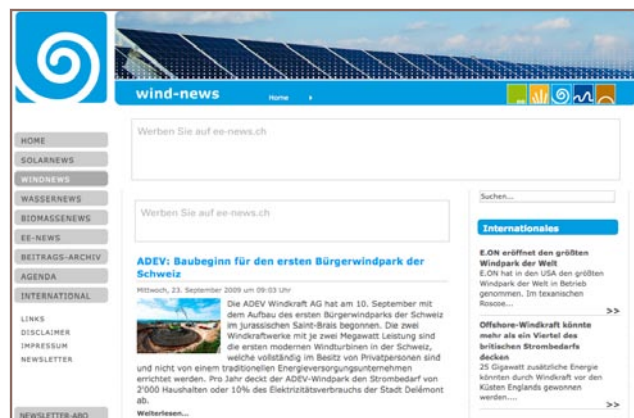 wind-news
Home
Werben Sie auf ee-news.ch
HOME
SOLARNEWS
WINDNEWS
WASSERNEWS
BIOMASSENEWS
EE-NEWS
BEITRAGS-ARCHIV
AGENDA
INTERNATIONAL
LINKS
DISCLAIMER
IMPRESSUM
NEWSLETTER
NEWSLETTER-ABO
Werben Sie auf ee-news.ch
ADEV: Baubeginn für den ersten Bürgerwindpark der
Schweiz
Mittwoch, 23. September 2009 um 09:03 Uhr
Die ADEV Windkraft AG hat am 10. September mit
dem Aufbau des ersten Bürgerwindparks der Schweiz
im jurassischen Saint-Brais begonnen. Die zwei
Windkraftwerke mit je zwei Megawatt Leistung sind
die ersten modernen Windturbinen in der Schweiz,
welche vollständig im Besitz von Privatpersonen sind
und nicht von einem traditionellen Energieversorgungsunternehmen
errichtet werden. Pro Jahr deckt der ADEV-Windpark den Strombedarf von
2'000 Haushalten oder 10% des Elektrizitätsverbrauchs der Stadt Delémont
ab.
Weiterlesen...
Suchen...
Internationales
E.ON eröffnet den größten
Windpark der Welt
E.ON hat in den USA den größten
Windpark der Welt in Betrieb
genommen. Im texanischen
Roscoe...
>>
Offshore-Windkraft könnte
mehr als ein Viertel des
britischen Strombedarfs
decken
25 Gigawatt zusätzliche Energie
könnten durch Windkraft vor den
Küsten Englands gewonnen
werden....
>>